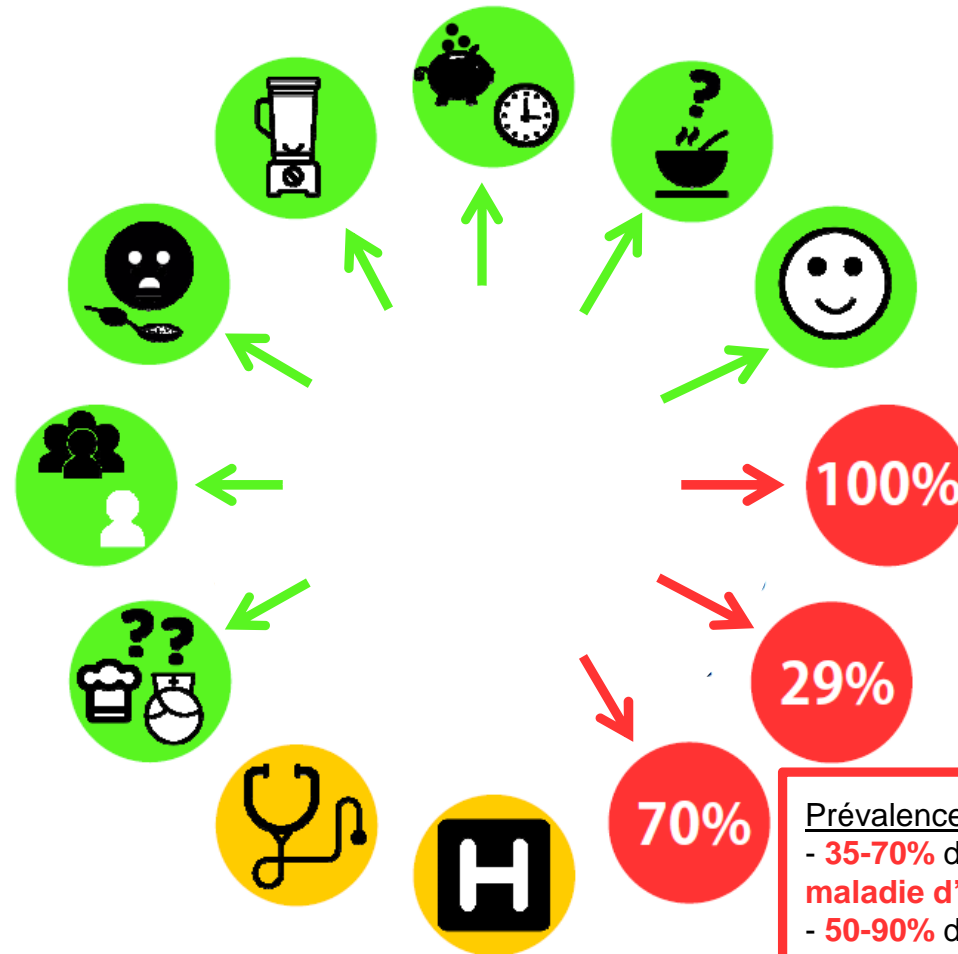 ?
100%
??
29%
70%
H
Prévalence
- 35-70% d
maladie d’
- 50-90% d